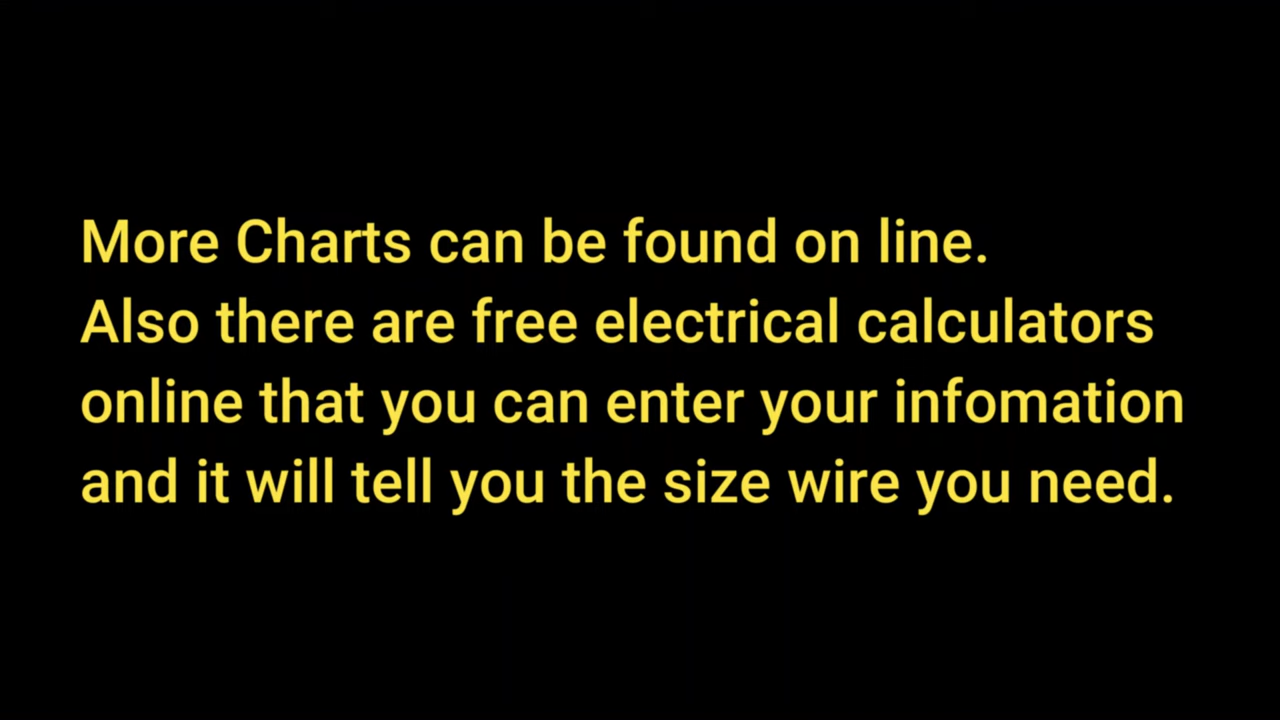 More Charts can be found on line.
Also there are free electrical calculators
online that you can enter your infomation
and it will tell you the size wire you need.